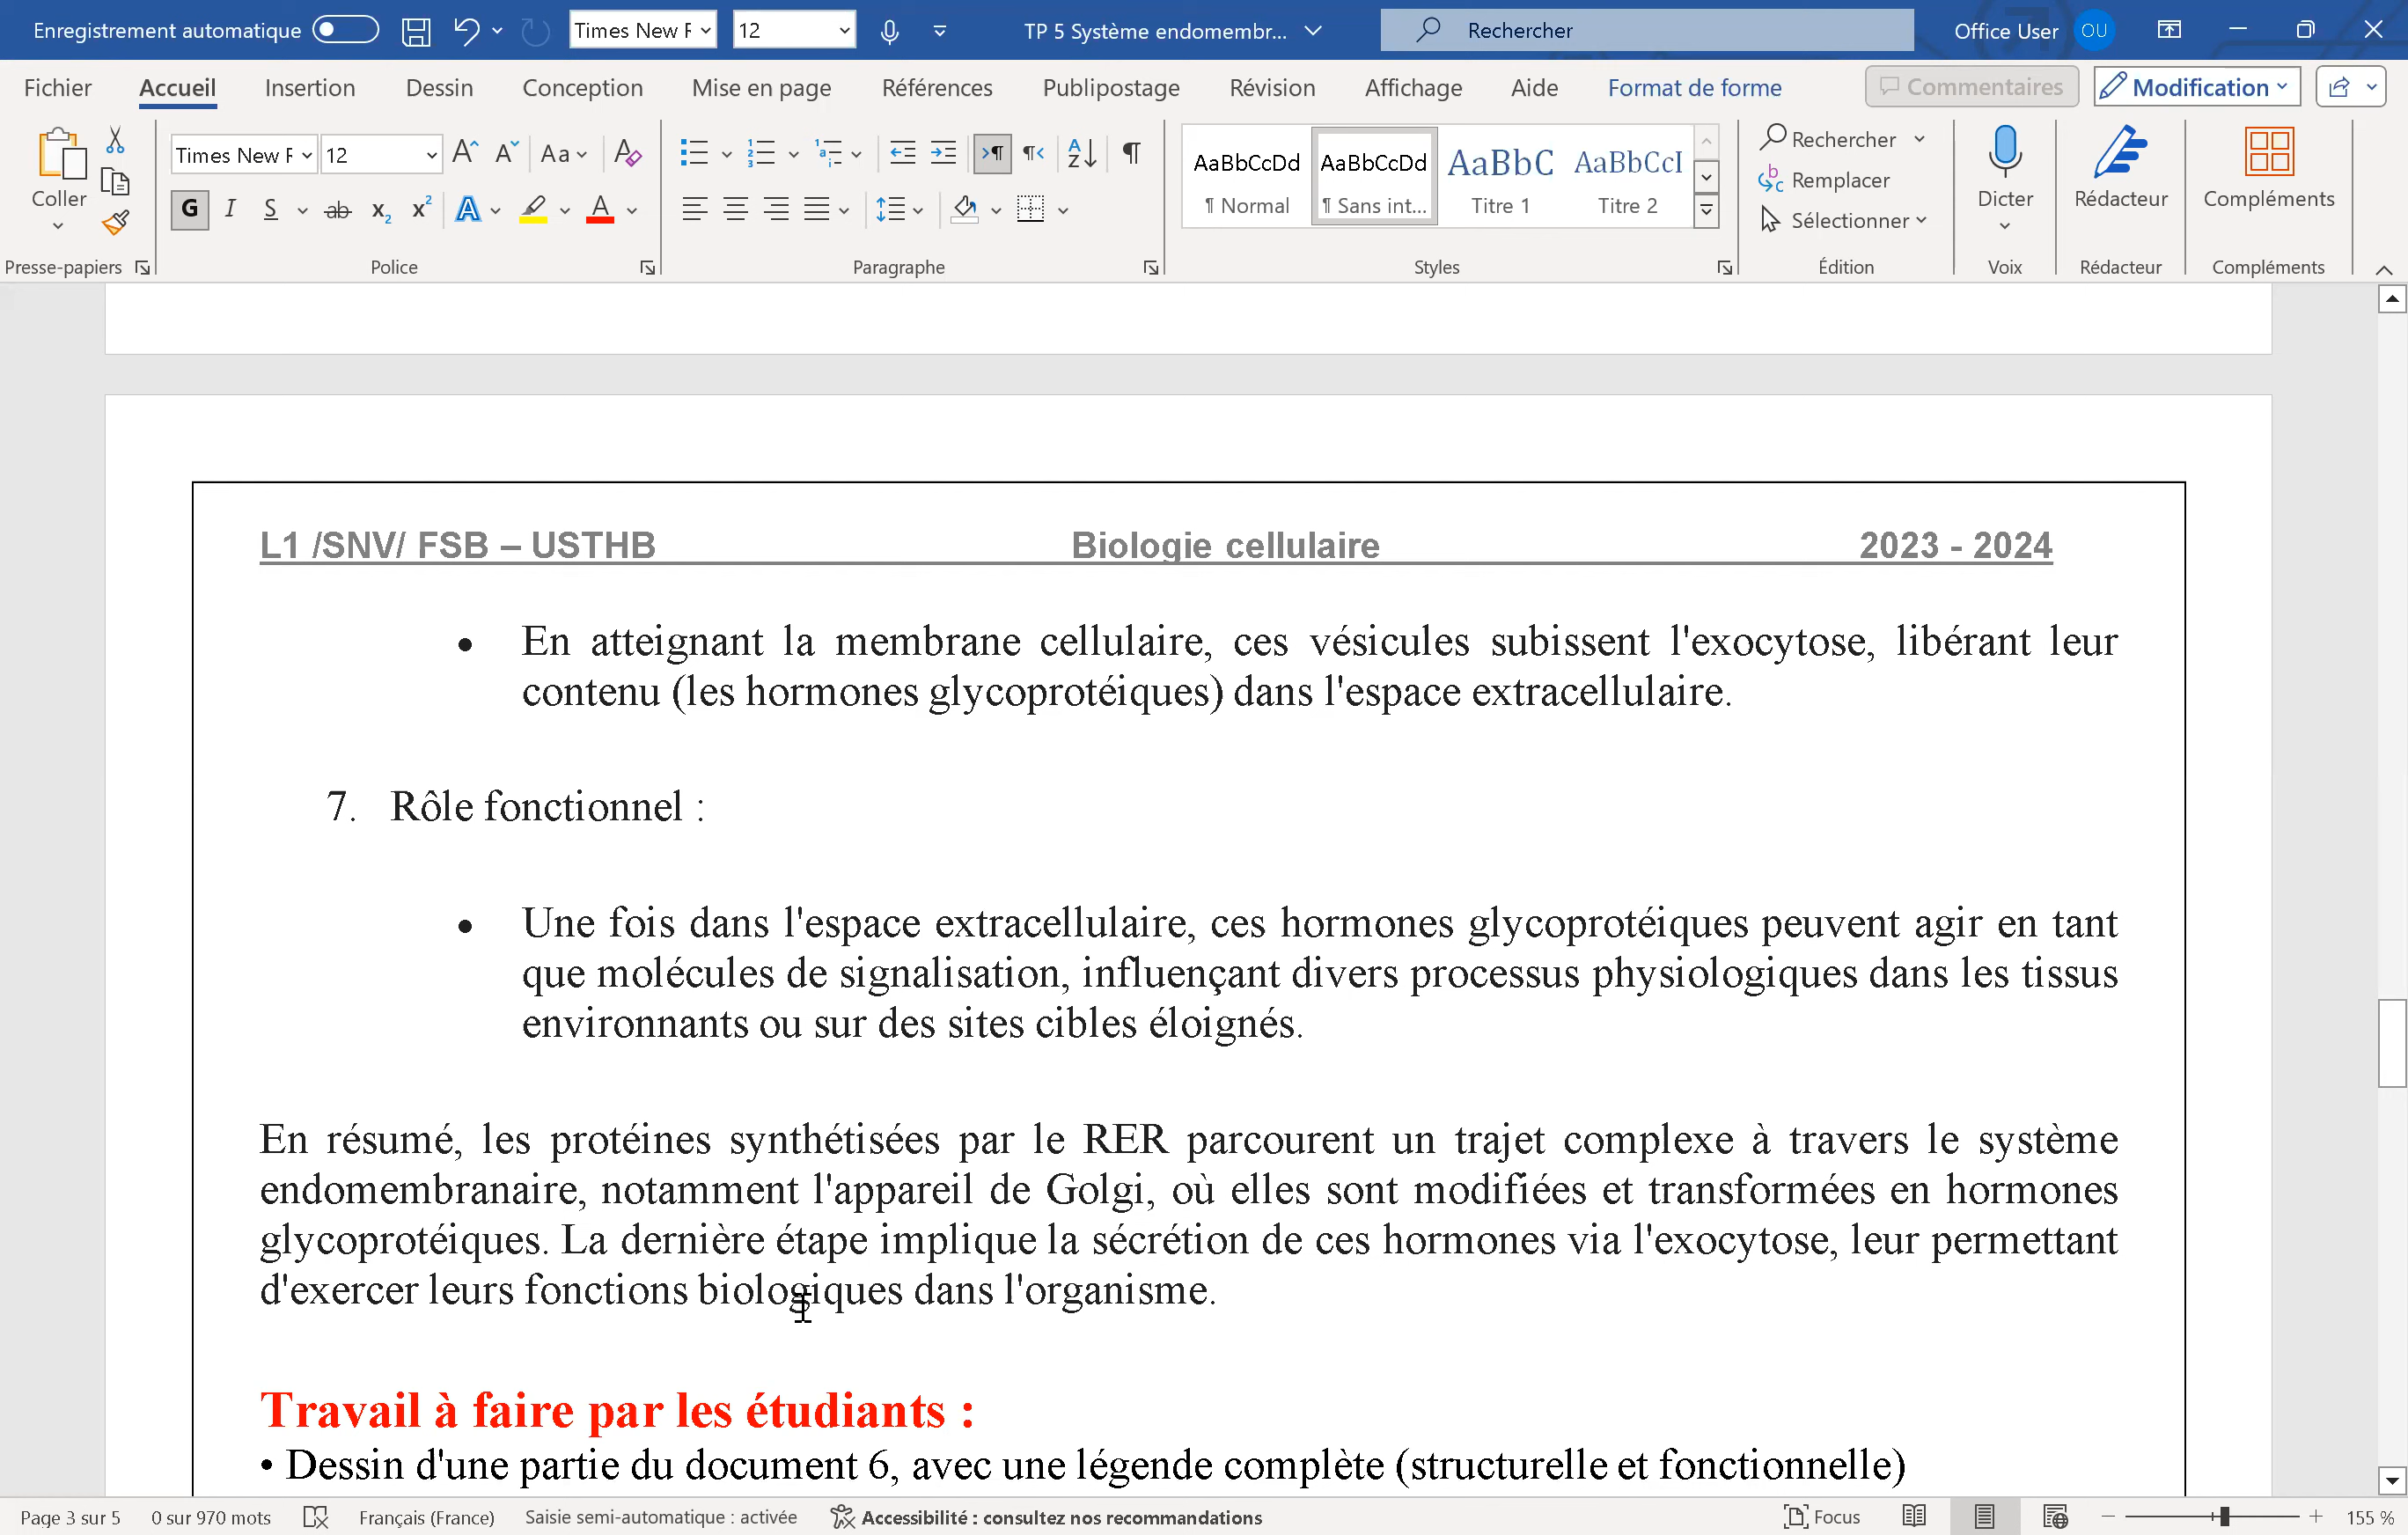 Enregistrement automatique Times New F 12 TP 5 Système endomembr... Rechercher Office User OU
Fichier Accueil Insertion Dessin Conception Mise en page Références Publipostage Révision Affichage Aide Format de forme Commentaires Modification
Coller Times New F 12 Aa AaBbCcDd AaBbCcDd AaBbC AaBbCcI Rechercher Dicter Rédacteur Compléments
G I S ab x₂ x² A A ¶ Normal ¶ Sans int... Titre 1 Titre 2 Remplacer
Sélectionner
Presse-papiers Police Paragraphe Styles Édition Voix Rédacteur Compléments
L1 /SNV/ FSB – USTHB Biologie cellulaire 2023 - 2024
• En atteignant la membrane cellulaire, ces vésicules subissent l'exocytose, libérant leur
contenu (les hormones glycoprotéiques) dans l'espace extracellulaire.
7. Rôle fonctionnel :
• Une fois dans l'espace extracellulaire, ces hormones glycoprotéiques peuvent agir en tant
que molécules de signalisation, influençant divers processus physiologiques dans les tissus
environnants ou sur des sites cibles éloignés.
En résumé, les protéines synthétisées par le RER parcourent un trajet complexe à travers le système
endomembranaire, notamment l'appareil de Golgi, où elles sont modifiées et transformées en hormones
glycoprotéiques. La dernière étape implique la sécrétion de ces hormones via l'exocytose, leur permettant
d'exercer leurs fonctions biologiques dans l'organisme.
Travail à faire par les étudiants :
• Dessin d'une partie du document 6, avec une légende complète (structurelle et fonctionnelle)
Page 3 sur 5 0 sur 970 mots Français (France) Saisie semi-automatique : activée Accessibilité : consultez nos recommandations Focus 155 %